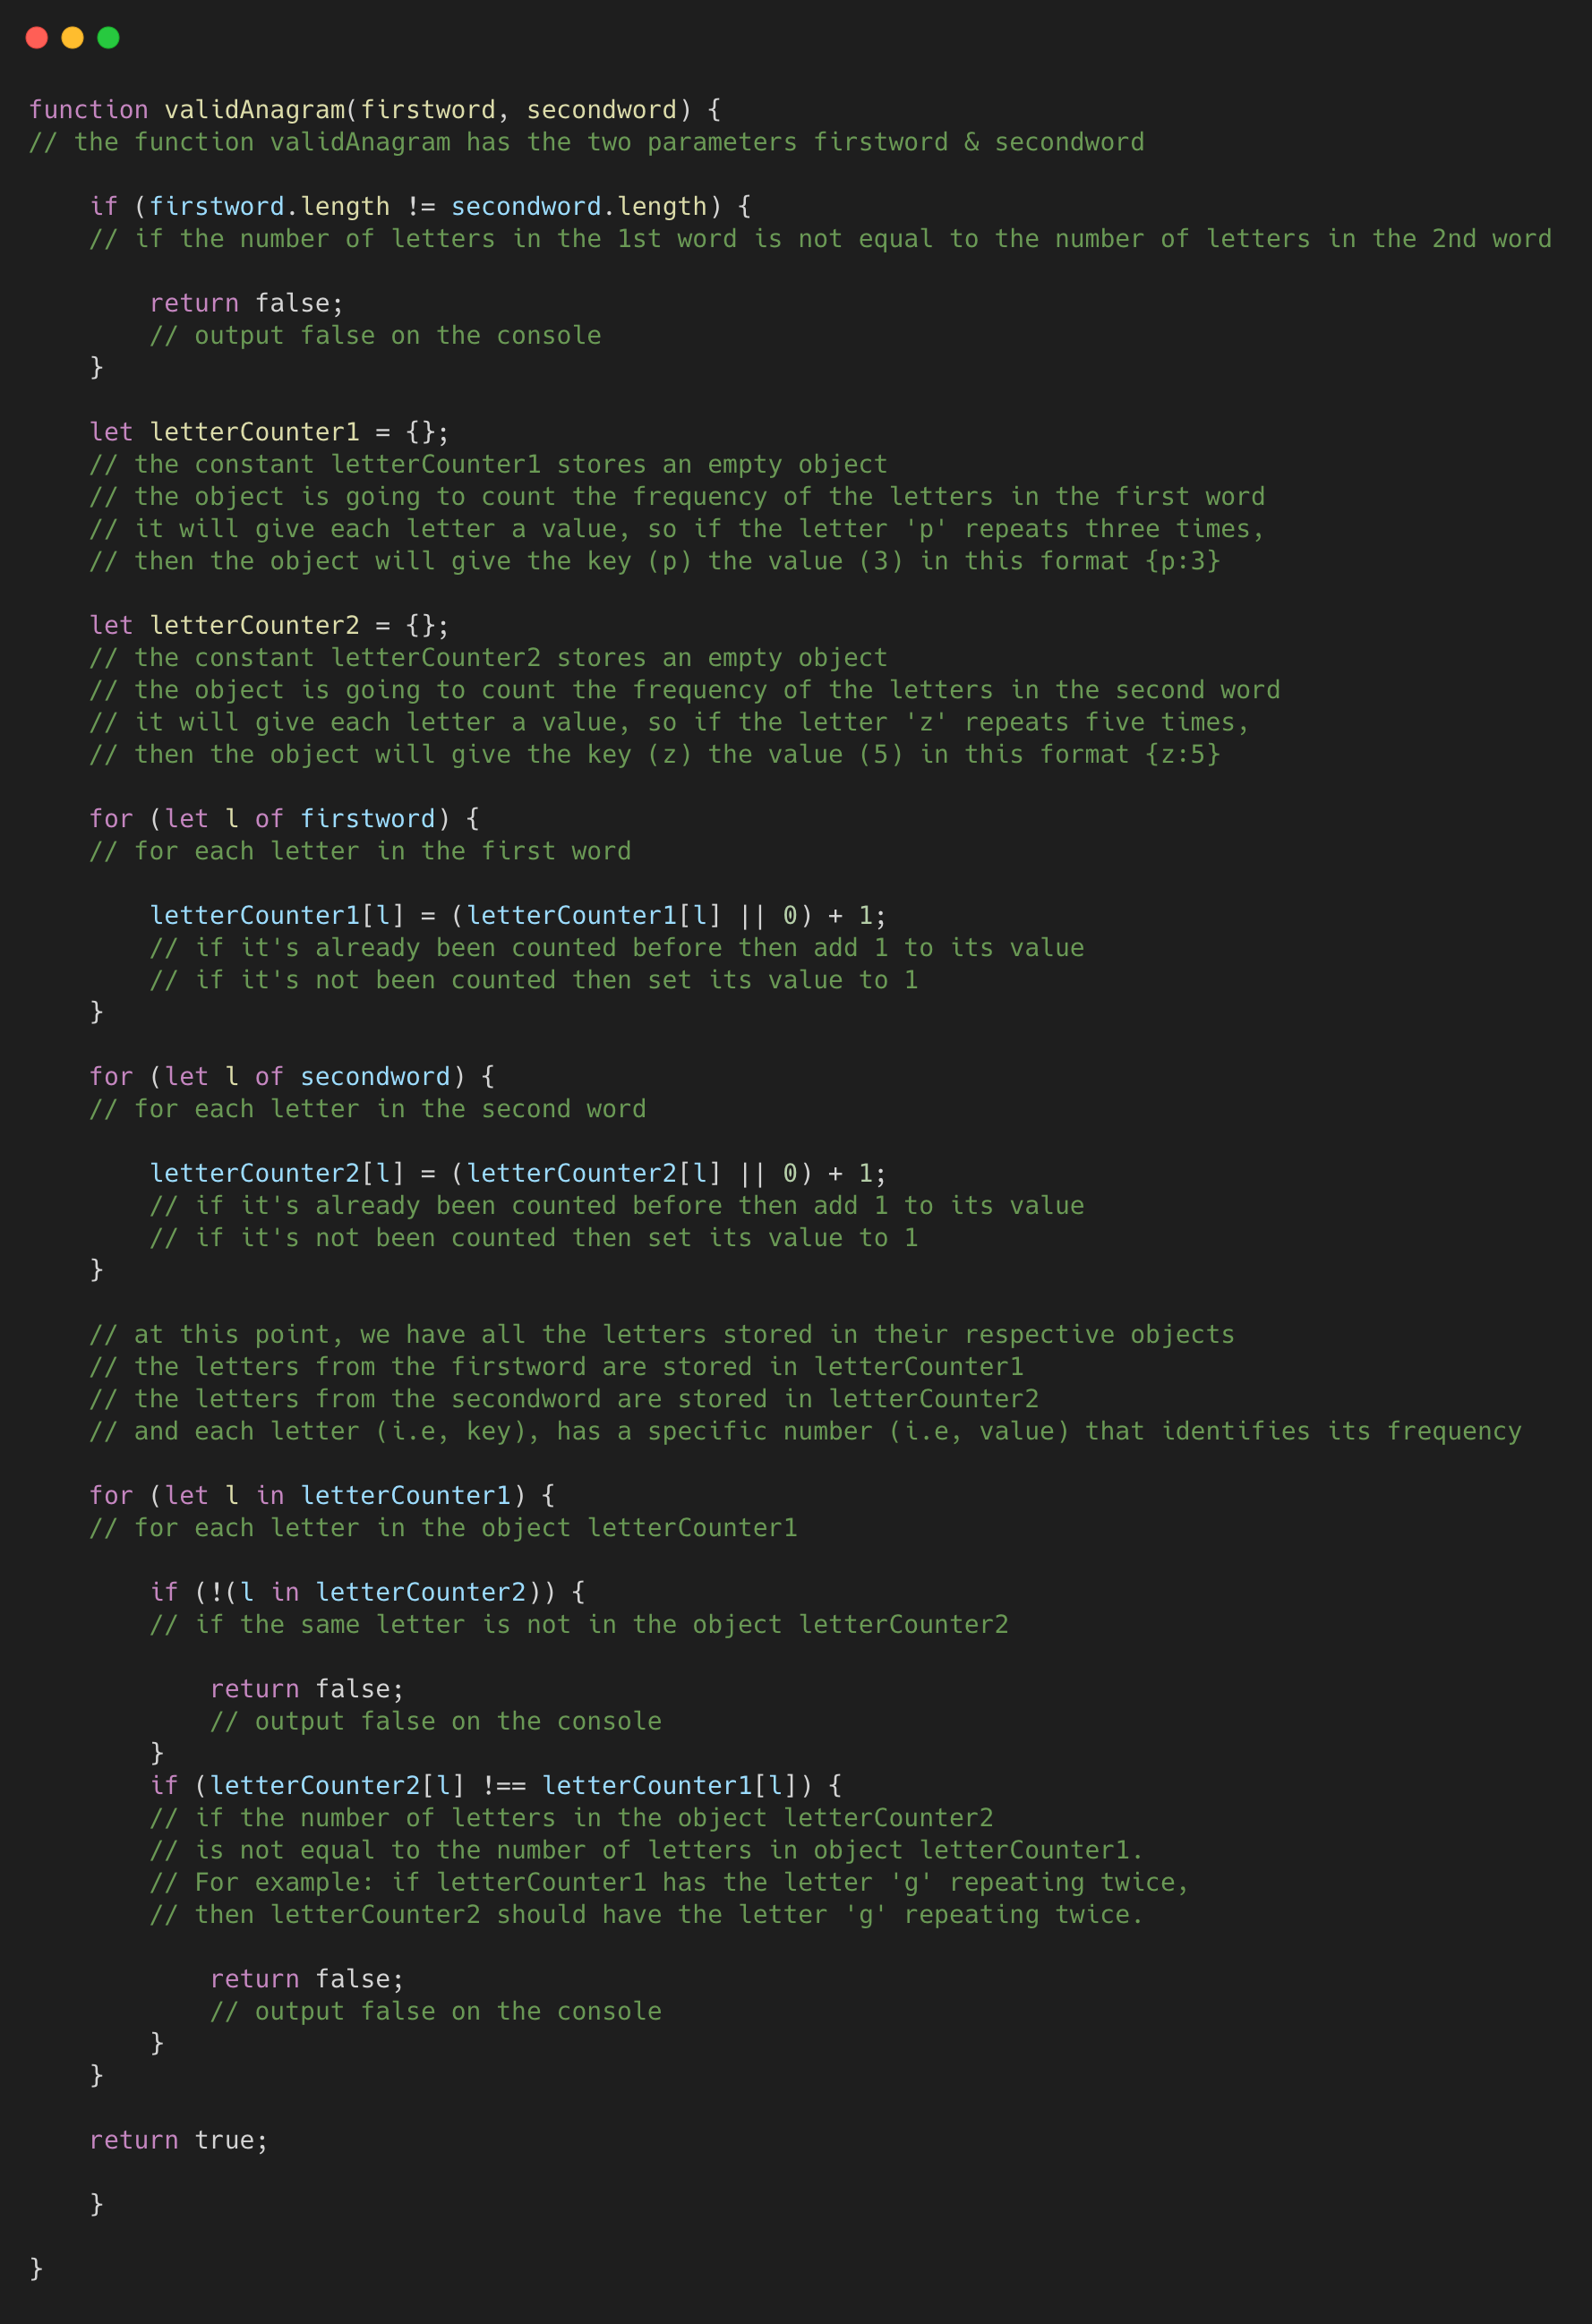 function validAnagram(firstword, secondword) {
// the function validAnagram has the two parameters firstword & secondword
if (firstword.length != secondword.length) {
// if the number of letters in the 1st word is not equal to the number of letters in the 2nd word
return false;
// output false on the console
}
let letterCounter1 = {};
// the constant letterCounter1 stores an empty object
// the object is going to count the frequency of the letters in the first word
// it will give each letter a value, so if the letter 'p' repeats three times,
// then the object will give the key (p) the value (3) in this format {p:3}
let letterCounter2 = {};
// the constant letterCounter2 stores an empty object
// the object is going to count the frequency of the letters in the second word
// it will give each letter a value, so if the letter 'z' repeats five times,
// then the object will give the key (z) the value (5) in this format {z:5}
for (let l of firstword) {
// for each letter in the first word
letterCounter1[l] = (letterCounter1[l] || 0) + 1;
// if it's already been counted before then add 1 to its value
// if it's not been counted then set its value to 1
}
for (let l of secondword) {
// for each letter in the second word
letterCounter2[l] = (letterCounter2[l] || 0) + 1;
// if it's already been counted before then add 1 to its value
// if it's not been counted then set its value to 1
}
// at this point, we have all the letters stored in their respective objects
// the letters from the firstword are stored in letterCounter1
// the letters from the secondword are stored in letterCounter2
// and each letter (i.e, key), has a specific number (i.e, value) that identifies its frequency
for (let l in letterCounter1) {
// for each letter in the object letterCounter1
if (!(l in letterCounter2)) {
// if the same letter is not in the object letterCounter2
return false;
// output false on the console
}
if (letterCounter2[l] !== letterCounter1[l]) {
// if the number of letters in the object letterCounter2
// is not equal to the number of letters in object letterCounter1.
// For example: if letterCounter1 has the letter 'g' repeating twice,
// then letterCounter2 should have the letter 'g' repeating twice.
return false;
// output false on the console
}
}
return true;
}
}